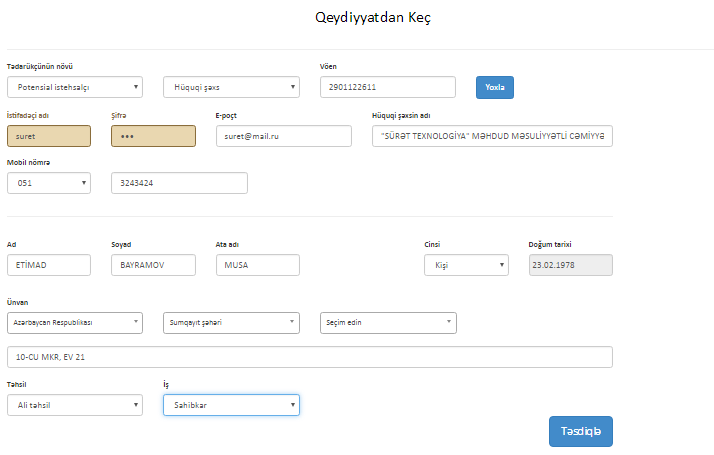 Qeydiyyatdan Keç
Tədarükçünün növü Vöen
Potensial istehsalçı Hüquqi şəxs 2901122611 Yoxla
İstifadəçi adı Şifrə E-poçt Hüquqi şəxsin adı
suret ••• suret@mail.ru "SÜRƏT TEXNOLOGİYA" MƏHDUD MƏSULİYYƏTLİ CƏMİYYƏ
Mobil nömrə
051 3243424
Ad Soyad Ata adı Cinsi Doğum tarixi
ETİMAD BAYRAMOV MUSA Kişi 23.02.1978
Ünvan
Azərbaycan Respublikası Sumqayıt şəhəri Seçim edin
10-CU MKR, EV 21
Təhsil İş
Ali təhsil Sahibkar
Təsdiqlə